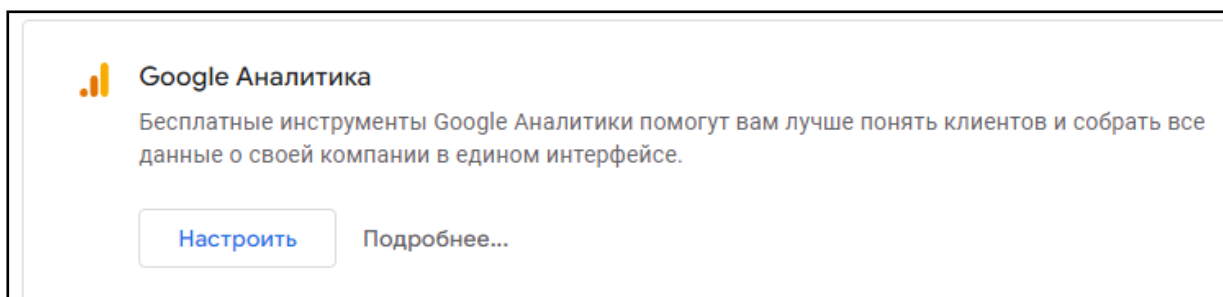 Google Аналитика
Бесплатные инструменты Google Аналитики помогут вам лучше понять клиентов и собрать все
данные о своей компании в едином интерфейсе.
Настроить Подробнее...